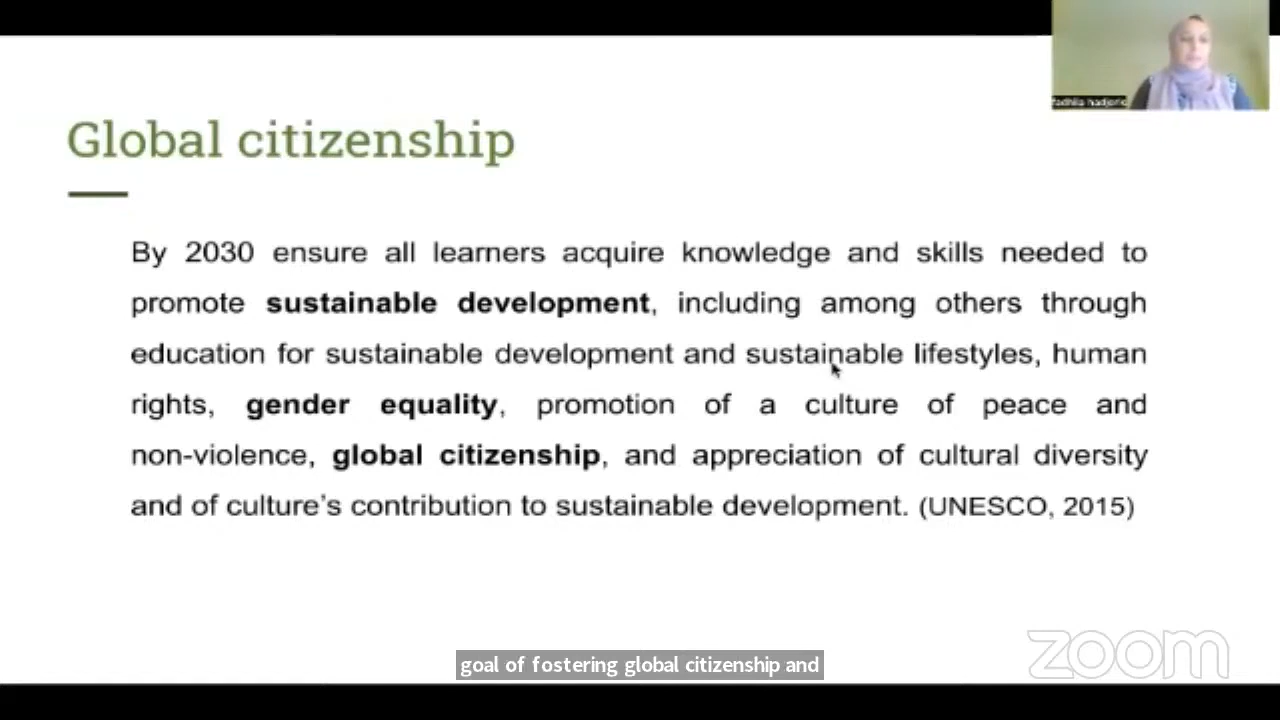 fadhila hadjeris
Global citizenship
By 2030 ensure all learners acquire knowledge and skills needed to
promote sustainable development, including among others through
education for sustainable development and sustainable lifestyles, human
rights, gender equality, promotion of a culture of peace and
non-violence, global citizenship, and appreciation of cultural diversity
and of culture’s contribution to sustainable development. (UNESCO, 2015)
goal of fostering global citizenship and
zoom